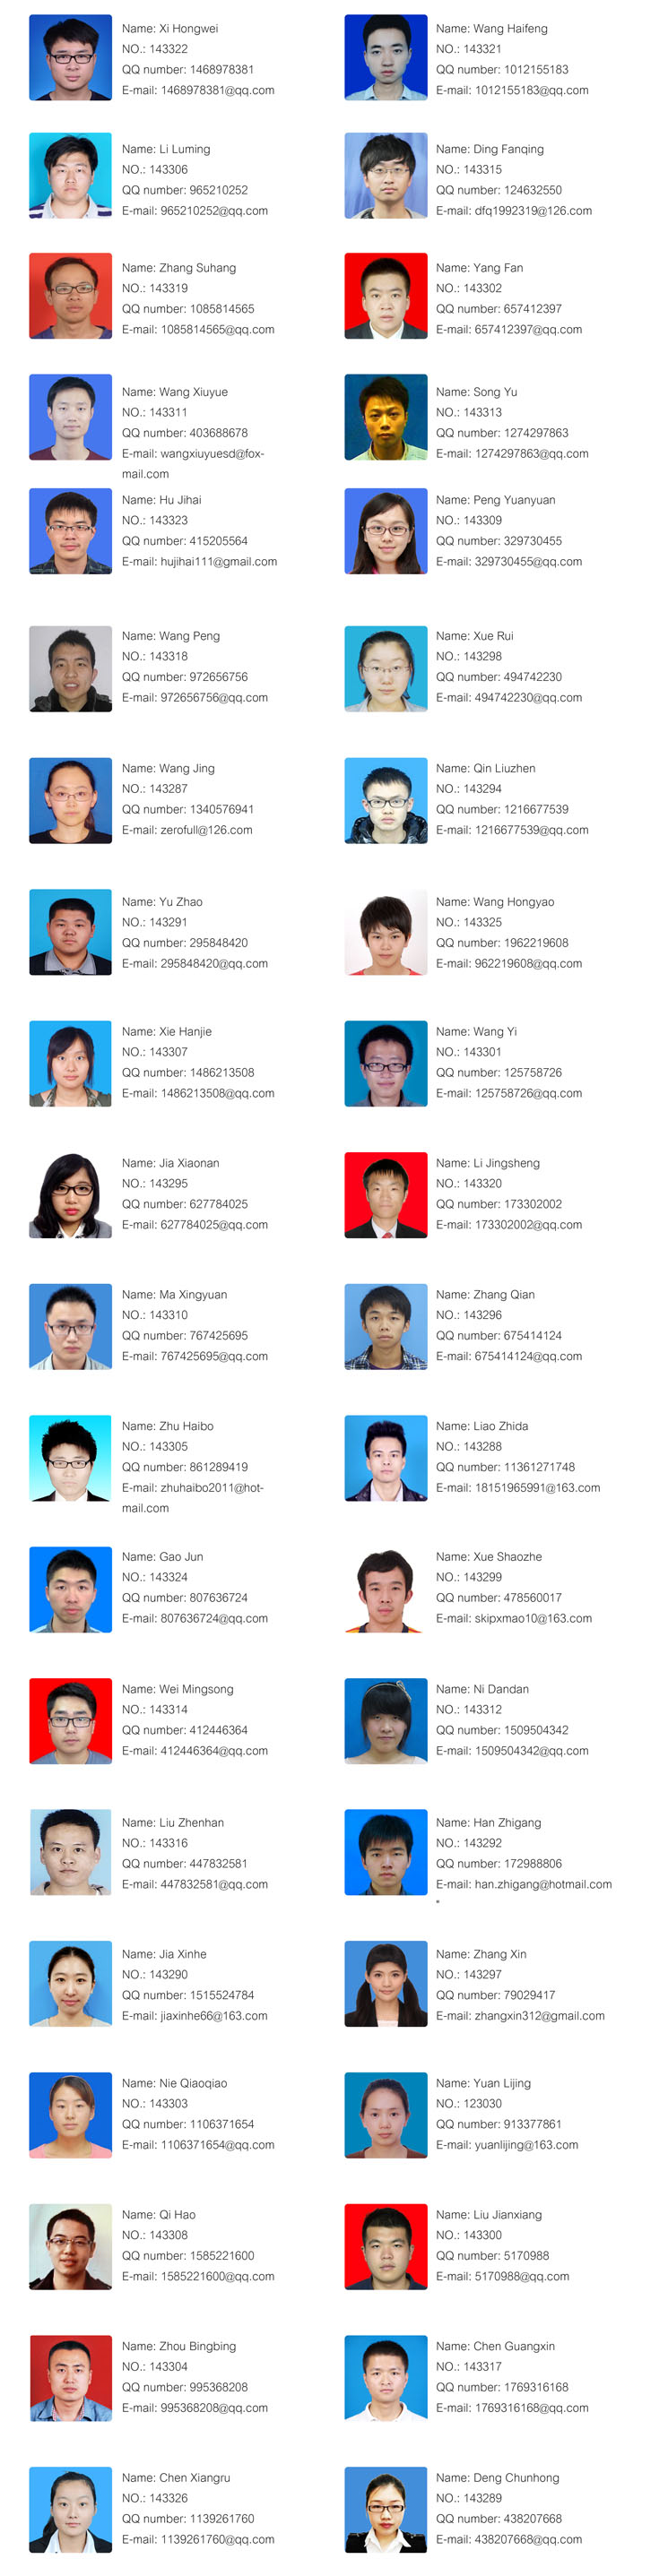 Name: Xi Hongwei
NO.: 143322
QQ number: 1468978381
E-mail: 1468978381@qq.com
Name: Wang Haifeng
NO.: 143321
QQ number: 1012155183
E-mail: 1012155183@qq.com
Name: Li Luming
NO.: 143306
QQ number: 965210252
E-mail: 965210252@qq.com
Name: Ding Fanqing
NO.: 143315
QQ number: 124632550
E-mail: dfq1992319@126.com
Name: Zhang Suhang
NO.: 143319
QQ number: 1085814565
E-mail: 1085814565@qq.com
Name: Yang Fan
NO.: 143302
QQ number: 657412397
E-mail: 657412397@qq.com
Name: Wang Xiuyue
NO.: 143311
QQ number: 403688678
E-mail: wangxiuyuesd@fox-
mail.com
Name: Song Yu
NO.: 143313
QQ number: 1274297863
E-mail: 1274297863@qq.com
Name: Hu Jihai
NO.: 143323
QQ number: 415205564
E-mail: hujihai111@gmail.com
Name: Peng Yuanyuan
NO.: 143309
QQ number: 329730455
E-mail: 329730455@qq.com
Name: Wang Peng
NO.: 143318
QQ number: 972656756
E-mail: 972656756@qq.com
Name: Xue Rui
NO.: 143298
QQ number: 494742230
E-mail: 494742230@qq.com
Name: Wang Jing
NO.: 143287
QQ number: 1340576941
E-mail: zerofull@126.com
Name: Qin Liuzhen
NO.: 143294
QQ number: 1216677539
E-mail: 1216677539@qq.com
Name: Yu Zhao
NO.: 143291
QQ number: 295848420
E-mail: 295848420@qq.com
Name: Wang Hongyao
NO.: 143325
QQ number: 1962219608
E-mail: 962219608@qq.com
Name: Xie Hanjie
NO.: 143307
QQ number: 1486213508
E-mail: 1486213508@qq.com
Name: Wang Yi
NO.: 143301
QQ number: 125758726
E-mail: 125758726@qq.com
Name: Jia Xiaonan
NO.: 143295
QQ number: 627784025
E-mail: 627784025@qq.com
Name: Li Jingsheng
NO.: 143320
QQ number: 173302002
E-mail: 173302002@qq.com
Name: Ma Xingyuan
NO.: 143310
QQ number: 767425695
E-mail: 767425695@qq.com
Name: Zhang Qian
NO.: 143296
QQ number: 675414124
E-mail: 675414124@qq.com
Name: Zhu Haibo
NO.: 143305
QQ number: 861289419
E-mail: zhuhaibo2011@hot-
mail.com
Name: Liao Zhida
NO.: 143288
QQ number: 11361271748
E-mail: 18151965991@163.com
Name: Gao Jun
NO.: 143324
QQ number: 807636724
E-mail: 807636724@qq.com
Name: Xue Shaozhe
NO.: 143299
QQ number: 478560017
E-mail: skipxmao10@163.com
Name: Wei Mingsong
NO.: 143314
QQ number: 412446364
E-mail: 412446364@qq.com
Name: Ni Dandan
NO.: 143312
QQ number: 1509504342
E-mail: 1509504342@qq.com
Name: Liu Zhenhan
NO.: 143316
QQ number: 447832581
E-mail: 447832581@qq.com
Name: Han Zhigang
NO.: 143292
QQ number: 172988806
E-mail: han.zhigang@hotmail.com
*
Name: Jia Xinhe
NO.: 143290
QQ number: 1515524784
E-mail: jiaxinhe66@163.com
Name: Zhang Xin
NO.: 143297
QQ number: 79029417
E-mail: zhangxin312@gmail.com
Name: Nie Qiaoqiao
NO.: 143303
QQ number: 1106371654
E-mail: 1106371654@qq.com
Name: Yuan Lijing
NO.: 123030
QQ number: 913377861
E-mail: yuanlijing@163.com
Name: Qi Hao
NO.: 143308
QQ number: 1585221600
E-mail: 1585221600@qq.com
Name: Liu Jianxiang
NO.: 143300
QQ number: 5170988
E-mail: 5170988@qq.com
Name: Zhou Bingbing
NO.: 143304
QQ number: 995368208
E-mail: 995368208@qq.com
Name: Chen Guangxin
NO.: 143317
QQ number: 1769316168
E-mail: 1769316168@qq.com
Name: Chen Xiangru
NO.: 143326
QQ number: 1139261760
E-mail: 1139261760@qq.com
Name: Deng Chunhong
NO.: 143289
QQ number: 438207668
E-mail: 438207668@qq.com